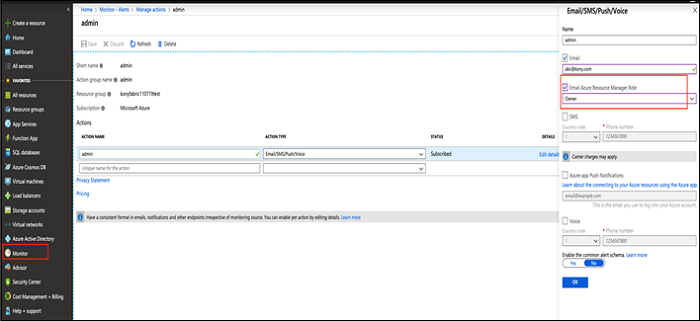 Create a resource
Home
Dashboard
All services
FAVORITES
All resources
Resource groups
App Services
Function App
SQL databases
Azure Cosmos DB
Virtual machines
Load balancers
Storage accounts
Virtual networks
Azure Active Directory
Monitor
Advisor
Security Center
Cost Management + Billing
Help + support
Home > Monitor - Alerts > Manage actions > admin
admin
Save Discard Refresh Delete
Short name admin
Action group name admin
Resource group konyfabric110719test
Subscription Microsoft Azure
Actions
ACTION NAME ACTION TYPE STATUS DETAILS
admin Email/SMS/Push/Voice Subscribed Edit details
Unique name for the action
Privacy Statement
Pricing
Have a consistent format in emails, notifications and other endpoints irrespective of monitoring source. You can enable per action by editing details. Learn more
Email/SMS/Push/Voice
Name
admin
Email
abc@kony.com
Email Azure Resource Manager Role
Owner
SMS
Country code * Phone number
1 1234567890
Carrier charges may apply.
Azure app Push Notifications
Learn about the connecting to your Azure resources using the Azure app
email@example.com
This is the email you use to log into your Azure account.
Voice
Country code * Phone number
1 1234567890
Enable the common alert schema. Learn more
Yes No
OK